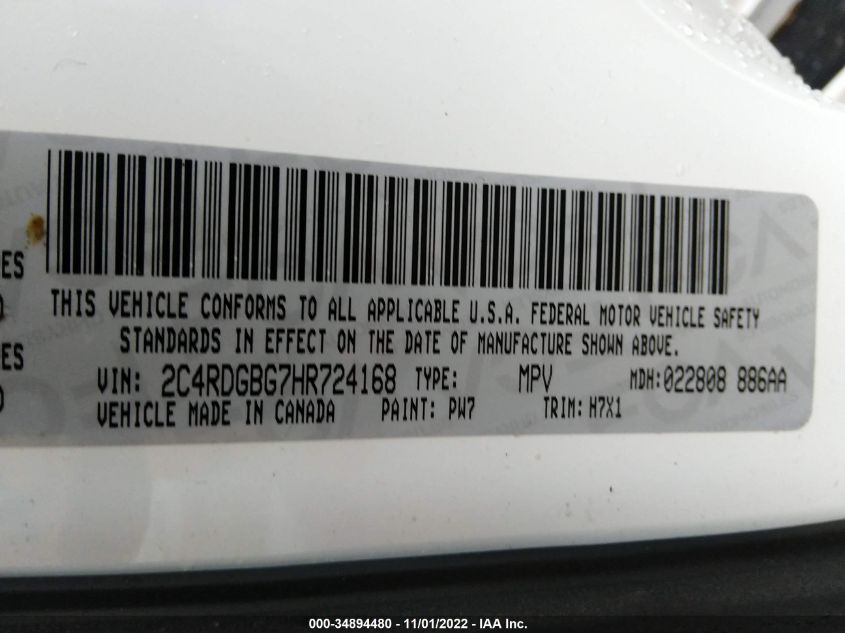 ES
THIS VEHICLE CONFORMS TO ALL APPLICABLE U.S.A. FEDERAL MOTOR VEHICLE SAFETY
STANDARDS IN EFFECT ON THE DATE OF MANUFACTURE SHOWN ABOVE.
ES
VIN: 2C4RDGBG7HR724168 TYPE: MPV MDH:022808 886AA
VEHICLE MADE IN CANADA PAINT: PW7 TRIM: H7X1
000-34894480 - 11/01/2022 - IAA Inc.